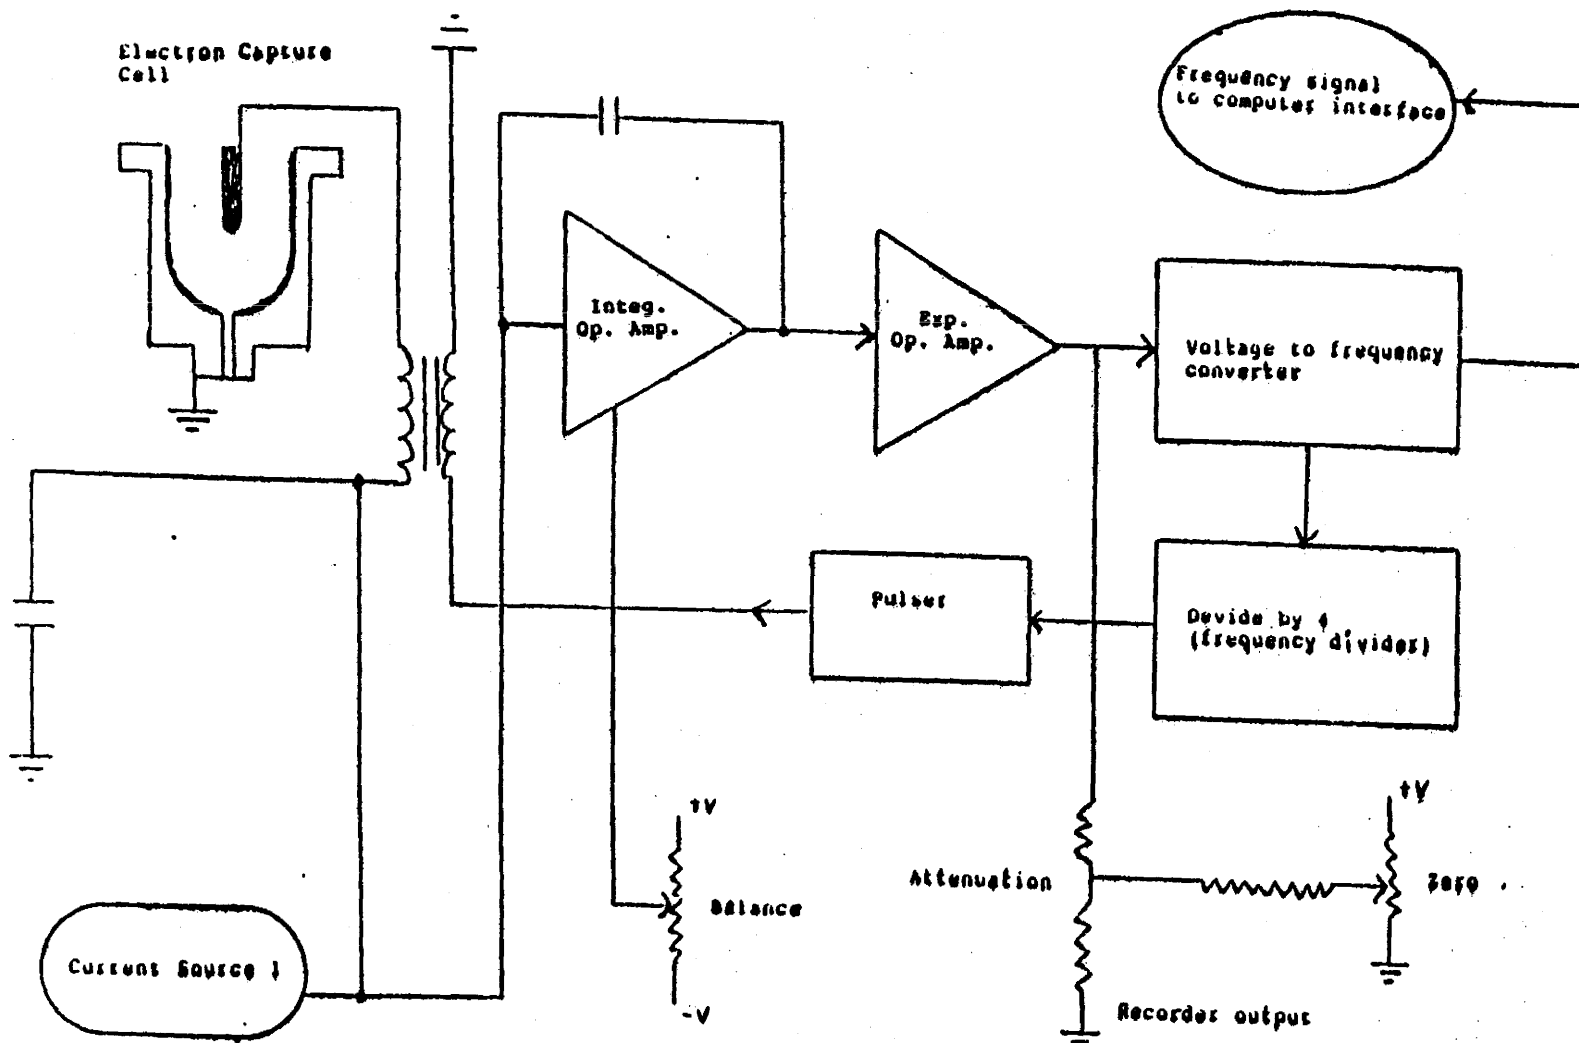 Electron Capture
Cell
Frequency signal
to computer interface
Integ.
Op. Amp.
Exp.
Op. Amp.
Voltage to frequency
converter
Pulser
Devide by 4
(frequency divider)
+V
Balance
-V
Attenuation
+V
Zero
Current Source 1
Recorder output